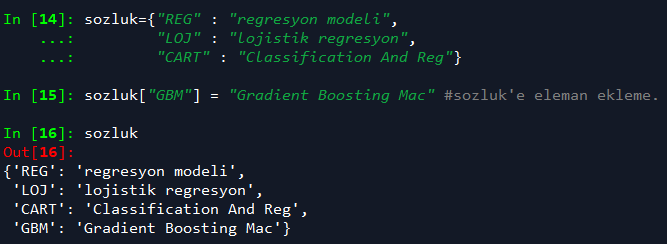 In [14]: sozluk={"REG" : "regresyon modeli",
    ...:         "LOJ" : "lojistik regresyon",
    ...:         "CART" : "Classification And Reg"}
In [15]: sozluk["GBM"] = "Gradient Boosting Mac" #sozluk'e eleman ekleme.
In [16]: sozluk
Out[16]:
{'REG': 'regresyon modeli',
 'LOJ': 'lojistik regresyon',
 'CART': 'Classification And Reg',
 'GBM': 'Gradient Boosting Mac'}